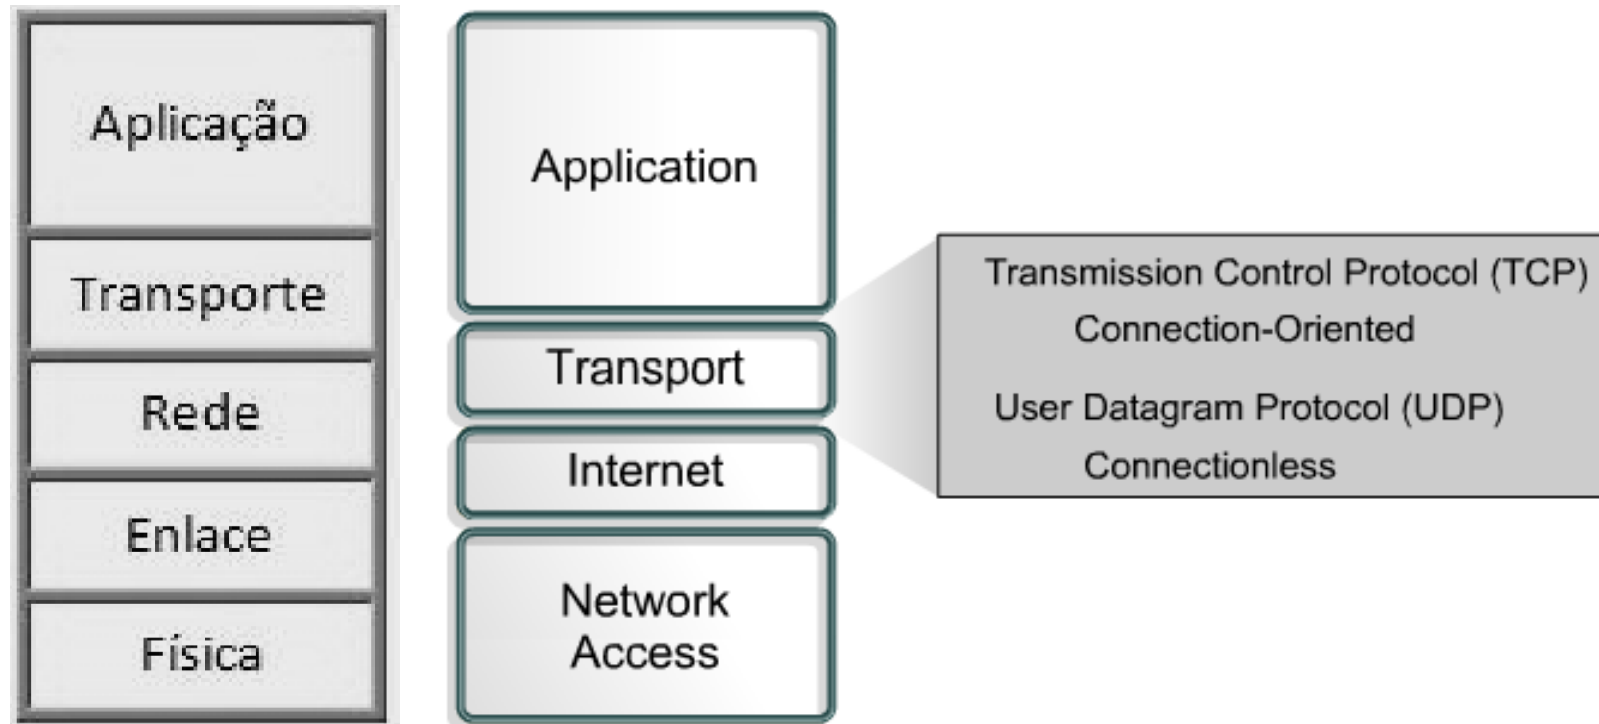 Aplicação
Transporte
Rede
Enlace
Física
Application
Transport
Internet
Network
Access
Transmission Control Protocol (TCP)
Connection-Oriented
User Datagram Protocol (UDP)
Connectionless